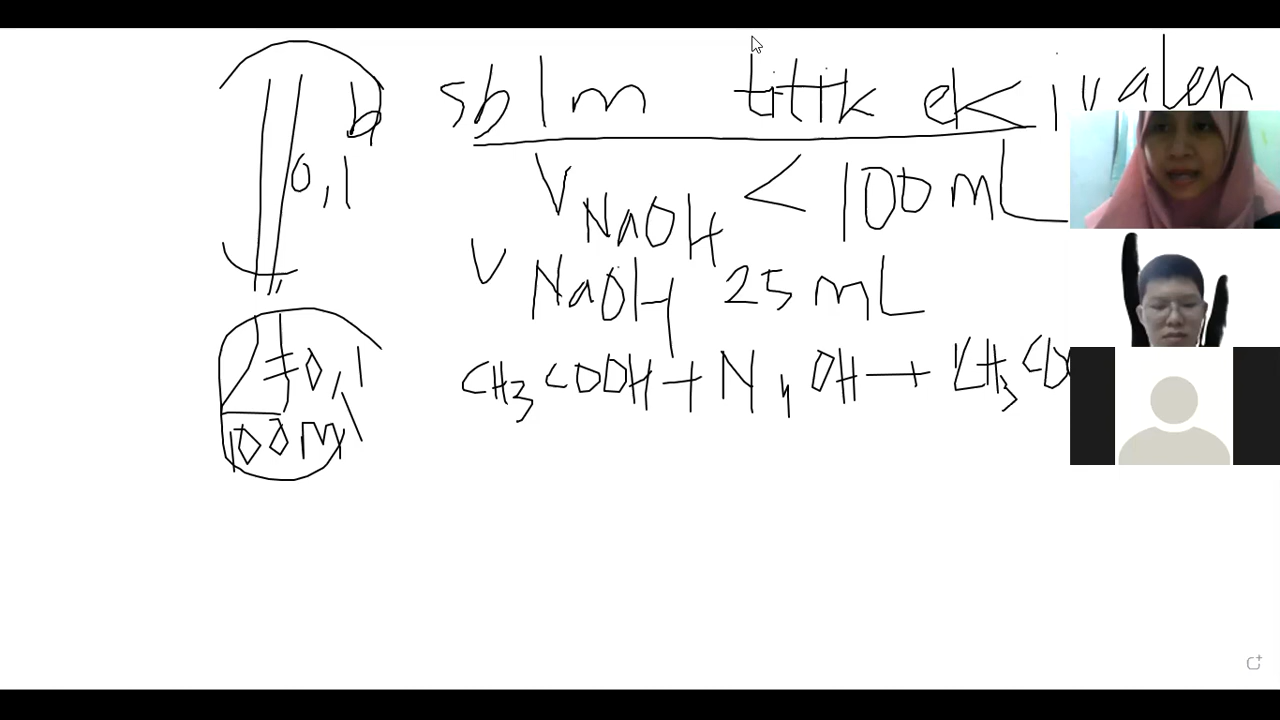 sblm titik ekivalen
b
0,1
V NaOH < 100 mL
V NaOH 25 mL
= 0,1
100 ml
CH3COOH + NaOH → CH3CO